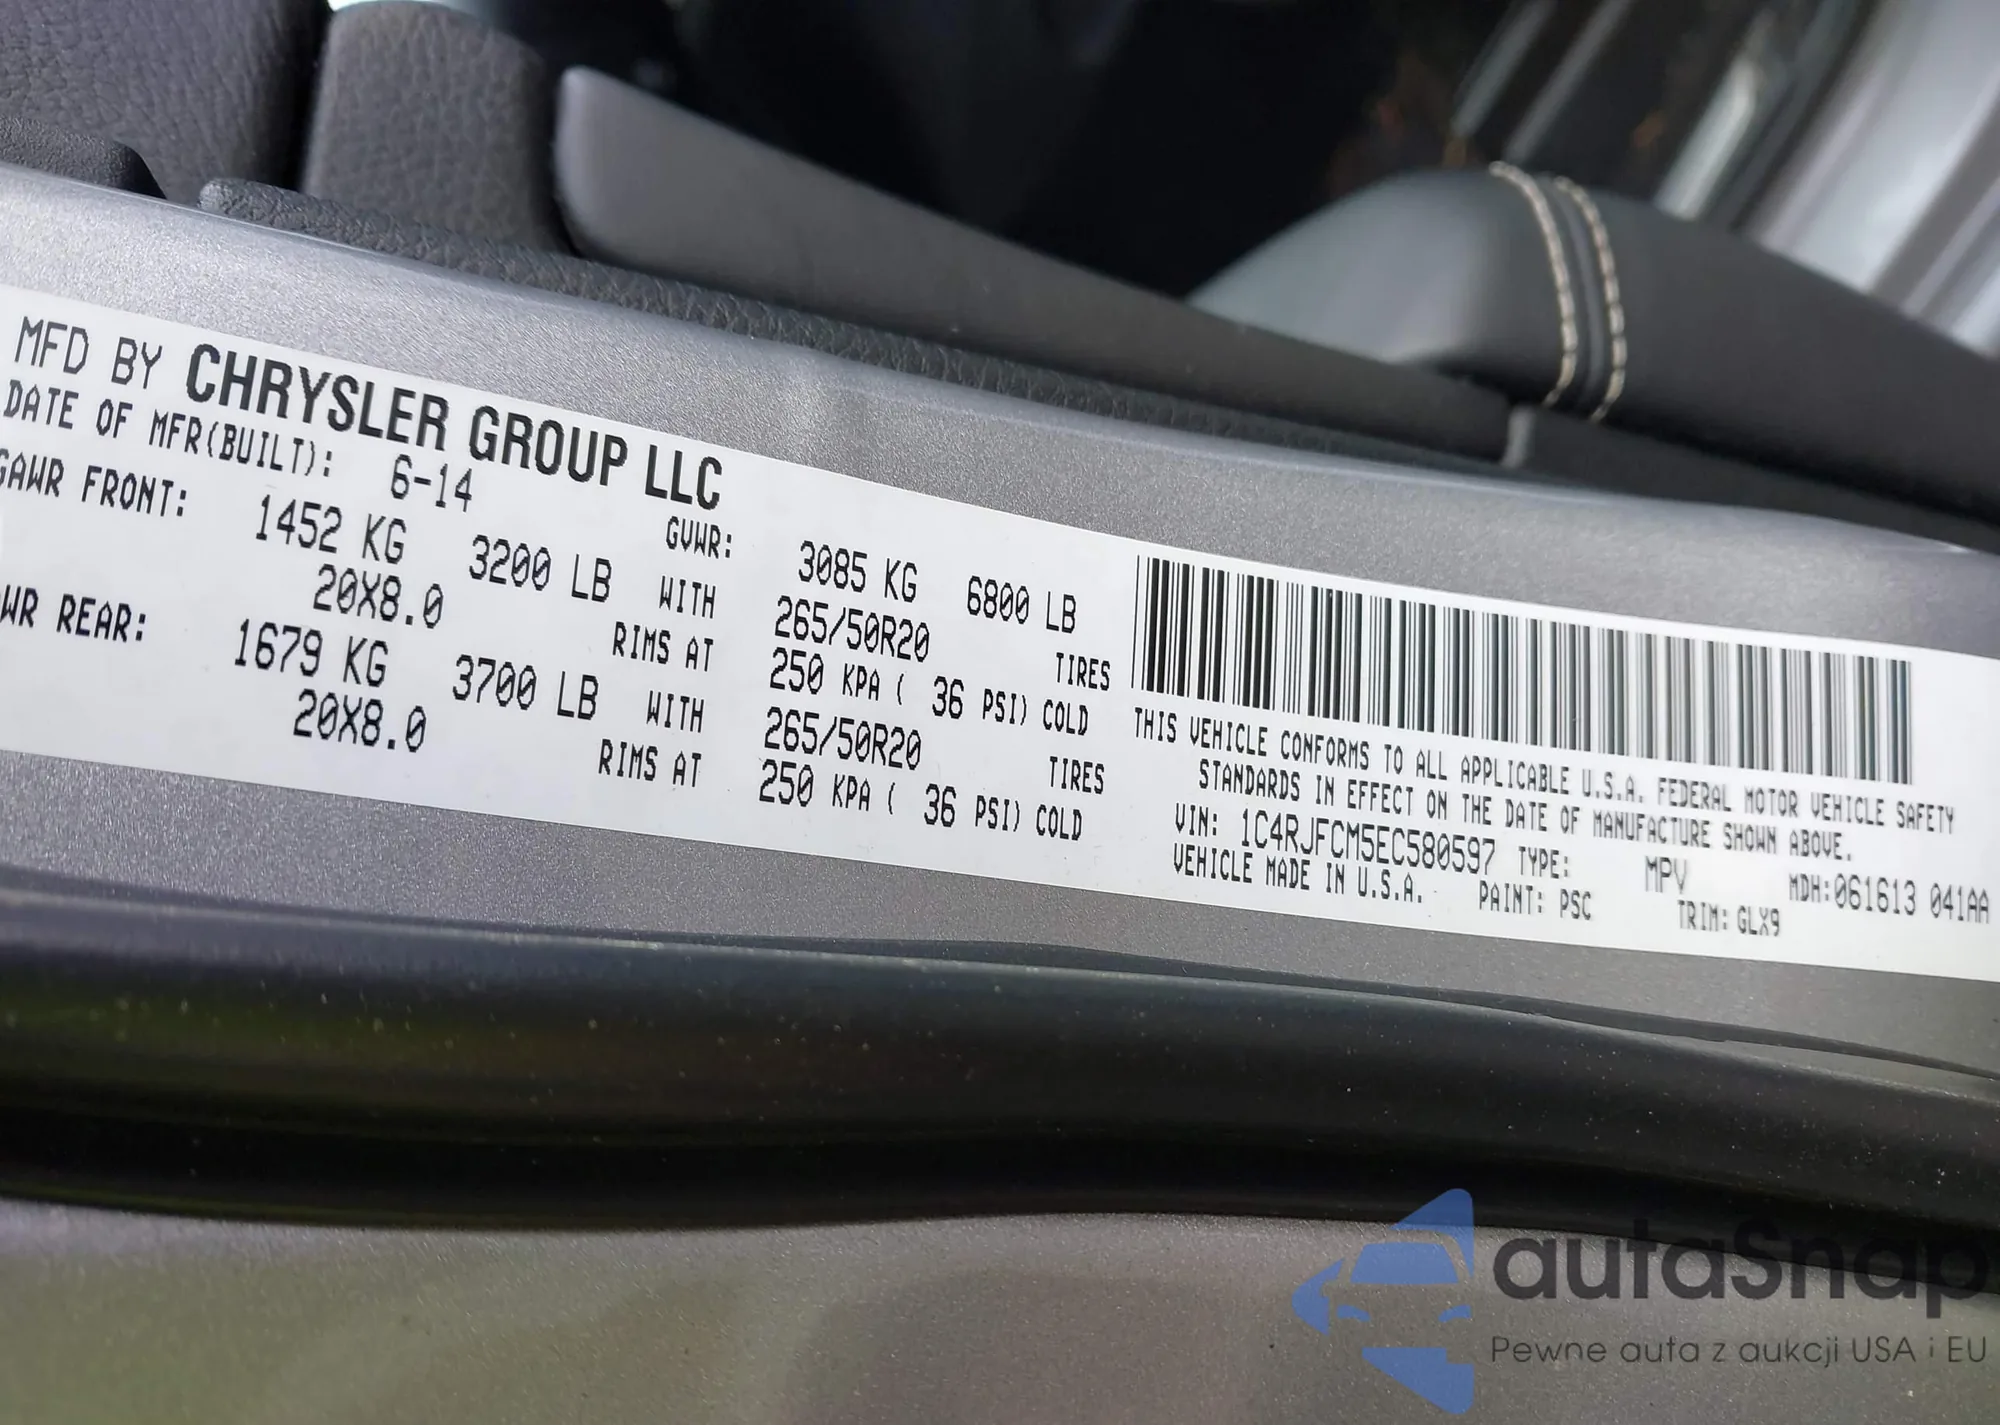 MFD BY CHRYSLER GROUP LLC
DATE OF MFR(BUILT): 6-14 GVWR: 3085 KG 6800 LB
GAWR FRONT: 1452 KG 3200 LB WITH 265/50R20 TIRES
20X8.0 RIMS AT 250 KPA ( 36 PSI) COLD
WR REAR: 1679 KG 3700 LB WITH 265/50R20 TIRES
20X8.0 RIMS AT 250 KPA ( 36 PSI) COLD
THIS VEHICLE CONFORMS TO ALL APPLICABLE U.S.A. FEDERAL MOTOR VEHICLE SAFETY
STANDARDS IN EFFECT ON THE DATE OF MANUFACTURE SHOWN ABOVE.
VIN: 1C4RJFCM5EC580597 TYPE: MPV MDH:061613 041AA
VEHICLE MADE IN U.S.A. PAINT: PSC TRIM: GLX9
autaSnap
Pewne auta z aukcji USA i EU